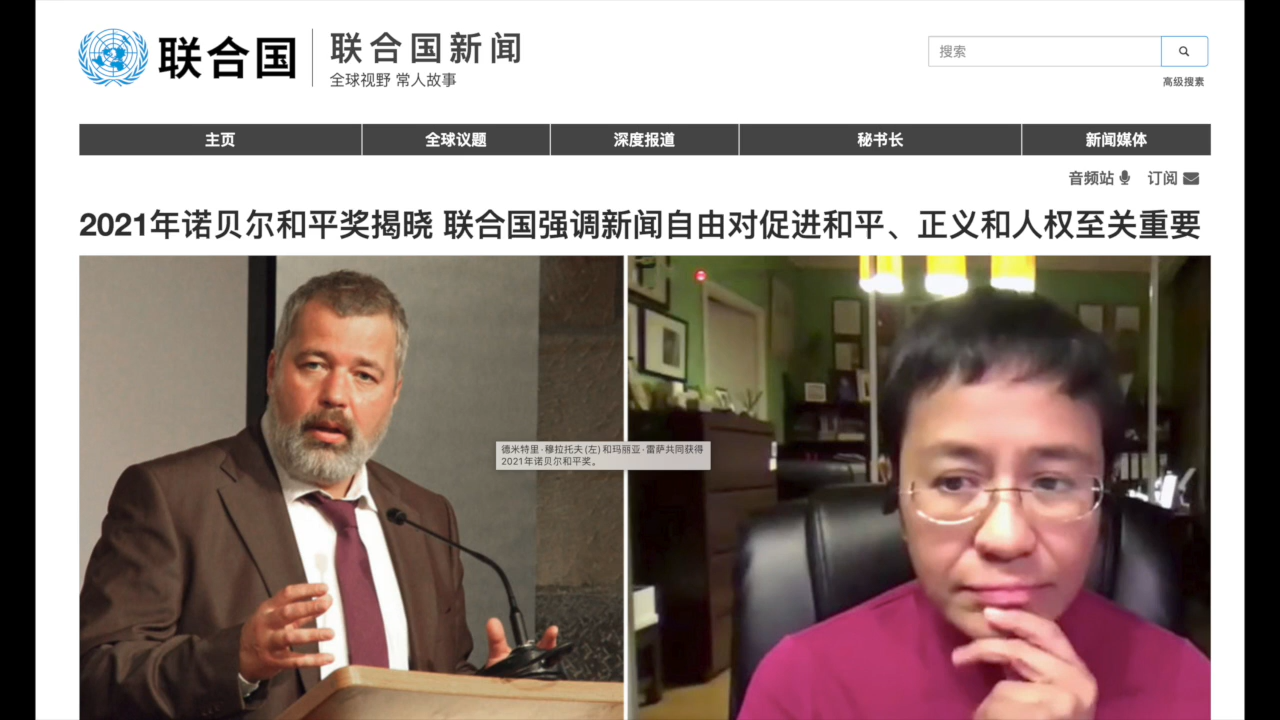 联合国
联合国新闻
全球视野 常人故事
搜索
高级搜素
主页
全球议题
深度报道
秘书长
新闻媒体
音频站
订阅
2021年诺贝尔和平奖揭晓 联合国强调新闻自由对促进和平、正义和人权至关重要
德米特里·穆拉托夫 (左) 和玛丽亚·雷萨共同获得
2021年诺贝尔和平奖。